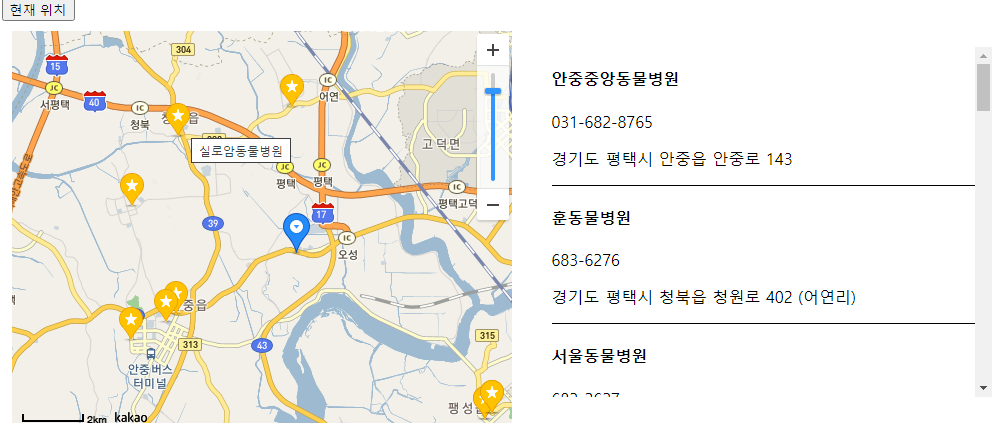 현재 위치
304
15
JC
서평택
40
IC
청북
IC
어연
고덕면
실로암동물병원
JC
평택
JC
평택
IC
평택고덕
39
17
IC
오성
중읍
313
43
315
안중버스
터미널
팽성읍
2km
kakao
안중중앙동물병원
031-682-8765
경기도 평택시 안중읍 안중로 143
훈동물병원
683-6276
경기도 평택시 청북읍 청원로 402 (어연리)
서울동물병원